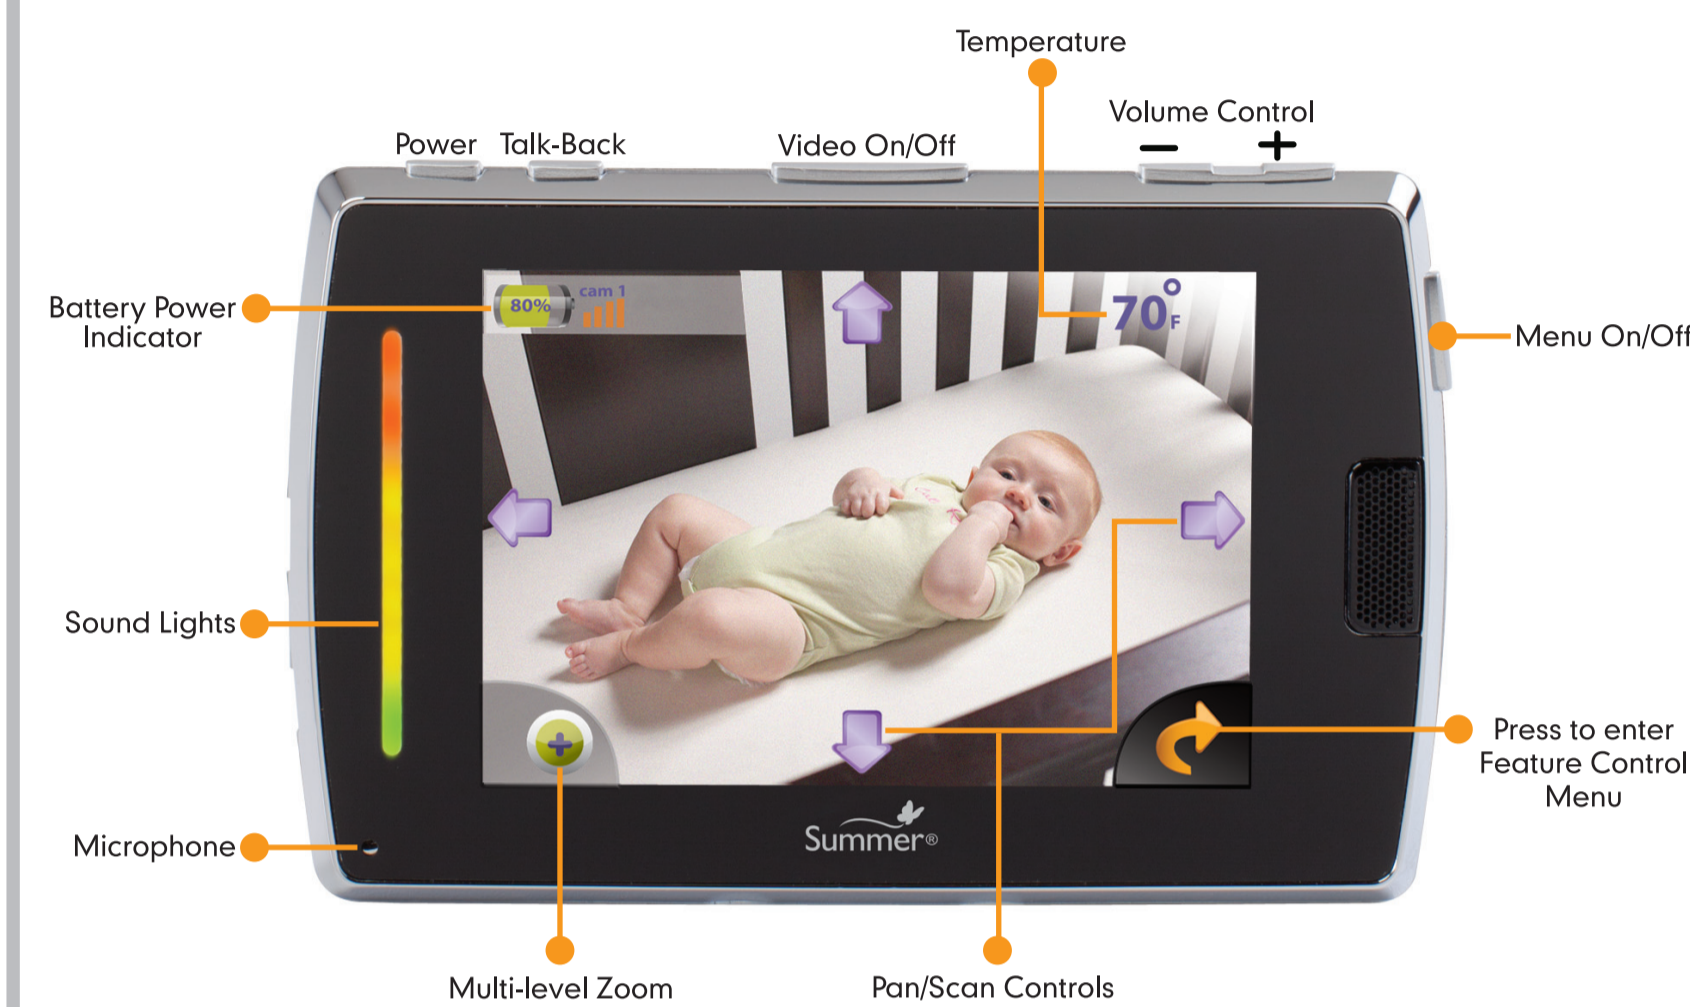 Temperature
Volume Control
− +
Power
Talk-Back
Video On/Off
Battery Power
Indicator
80%
cam 1
70°F
Menu On/Off
Sound Lights
Press to enter
Feature Control
Menu
Microphone
Summer®
Multi-level Zoom
Pan/Scan Controls